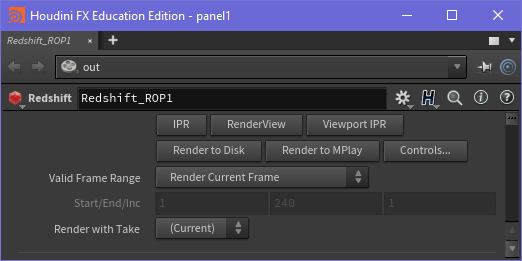 Houdini FX Education Edition - panel1
Redshift_ROP1 × +
out
Redshift Redshift_ROP1
IPR RenderView Viewport IPR
Render to Disk Render to MPlay Controls...
Valid Frame Range Render Current Frame
Start/End/Inc 1 240 1
Render with Take (Current)